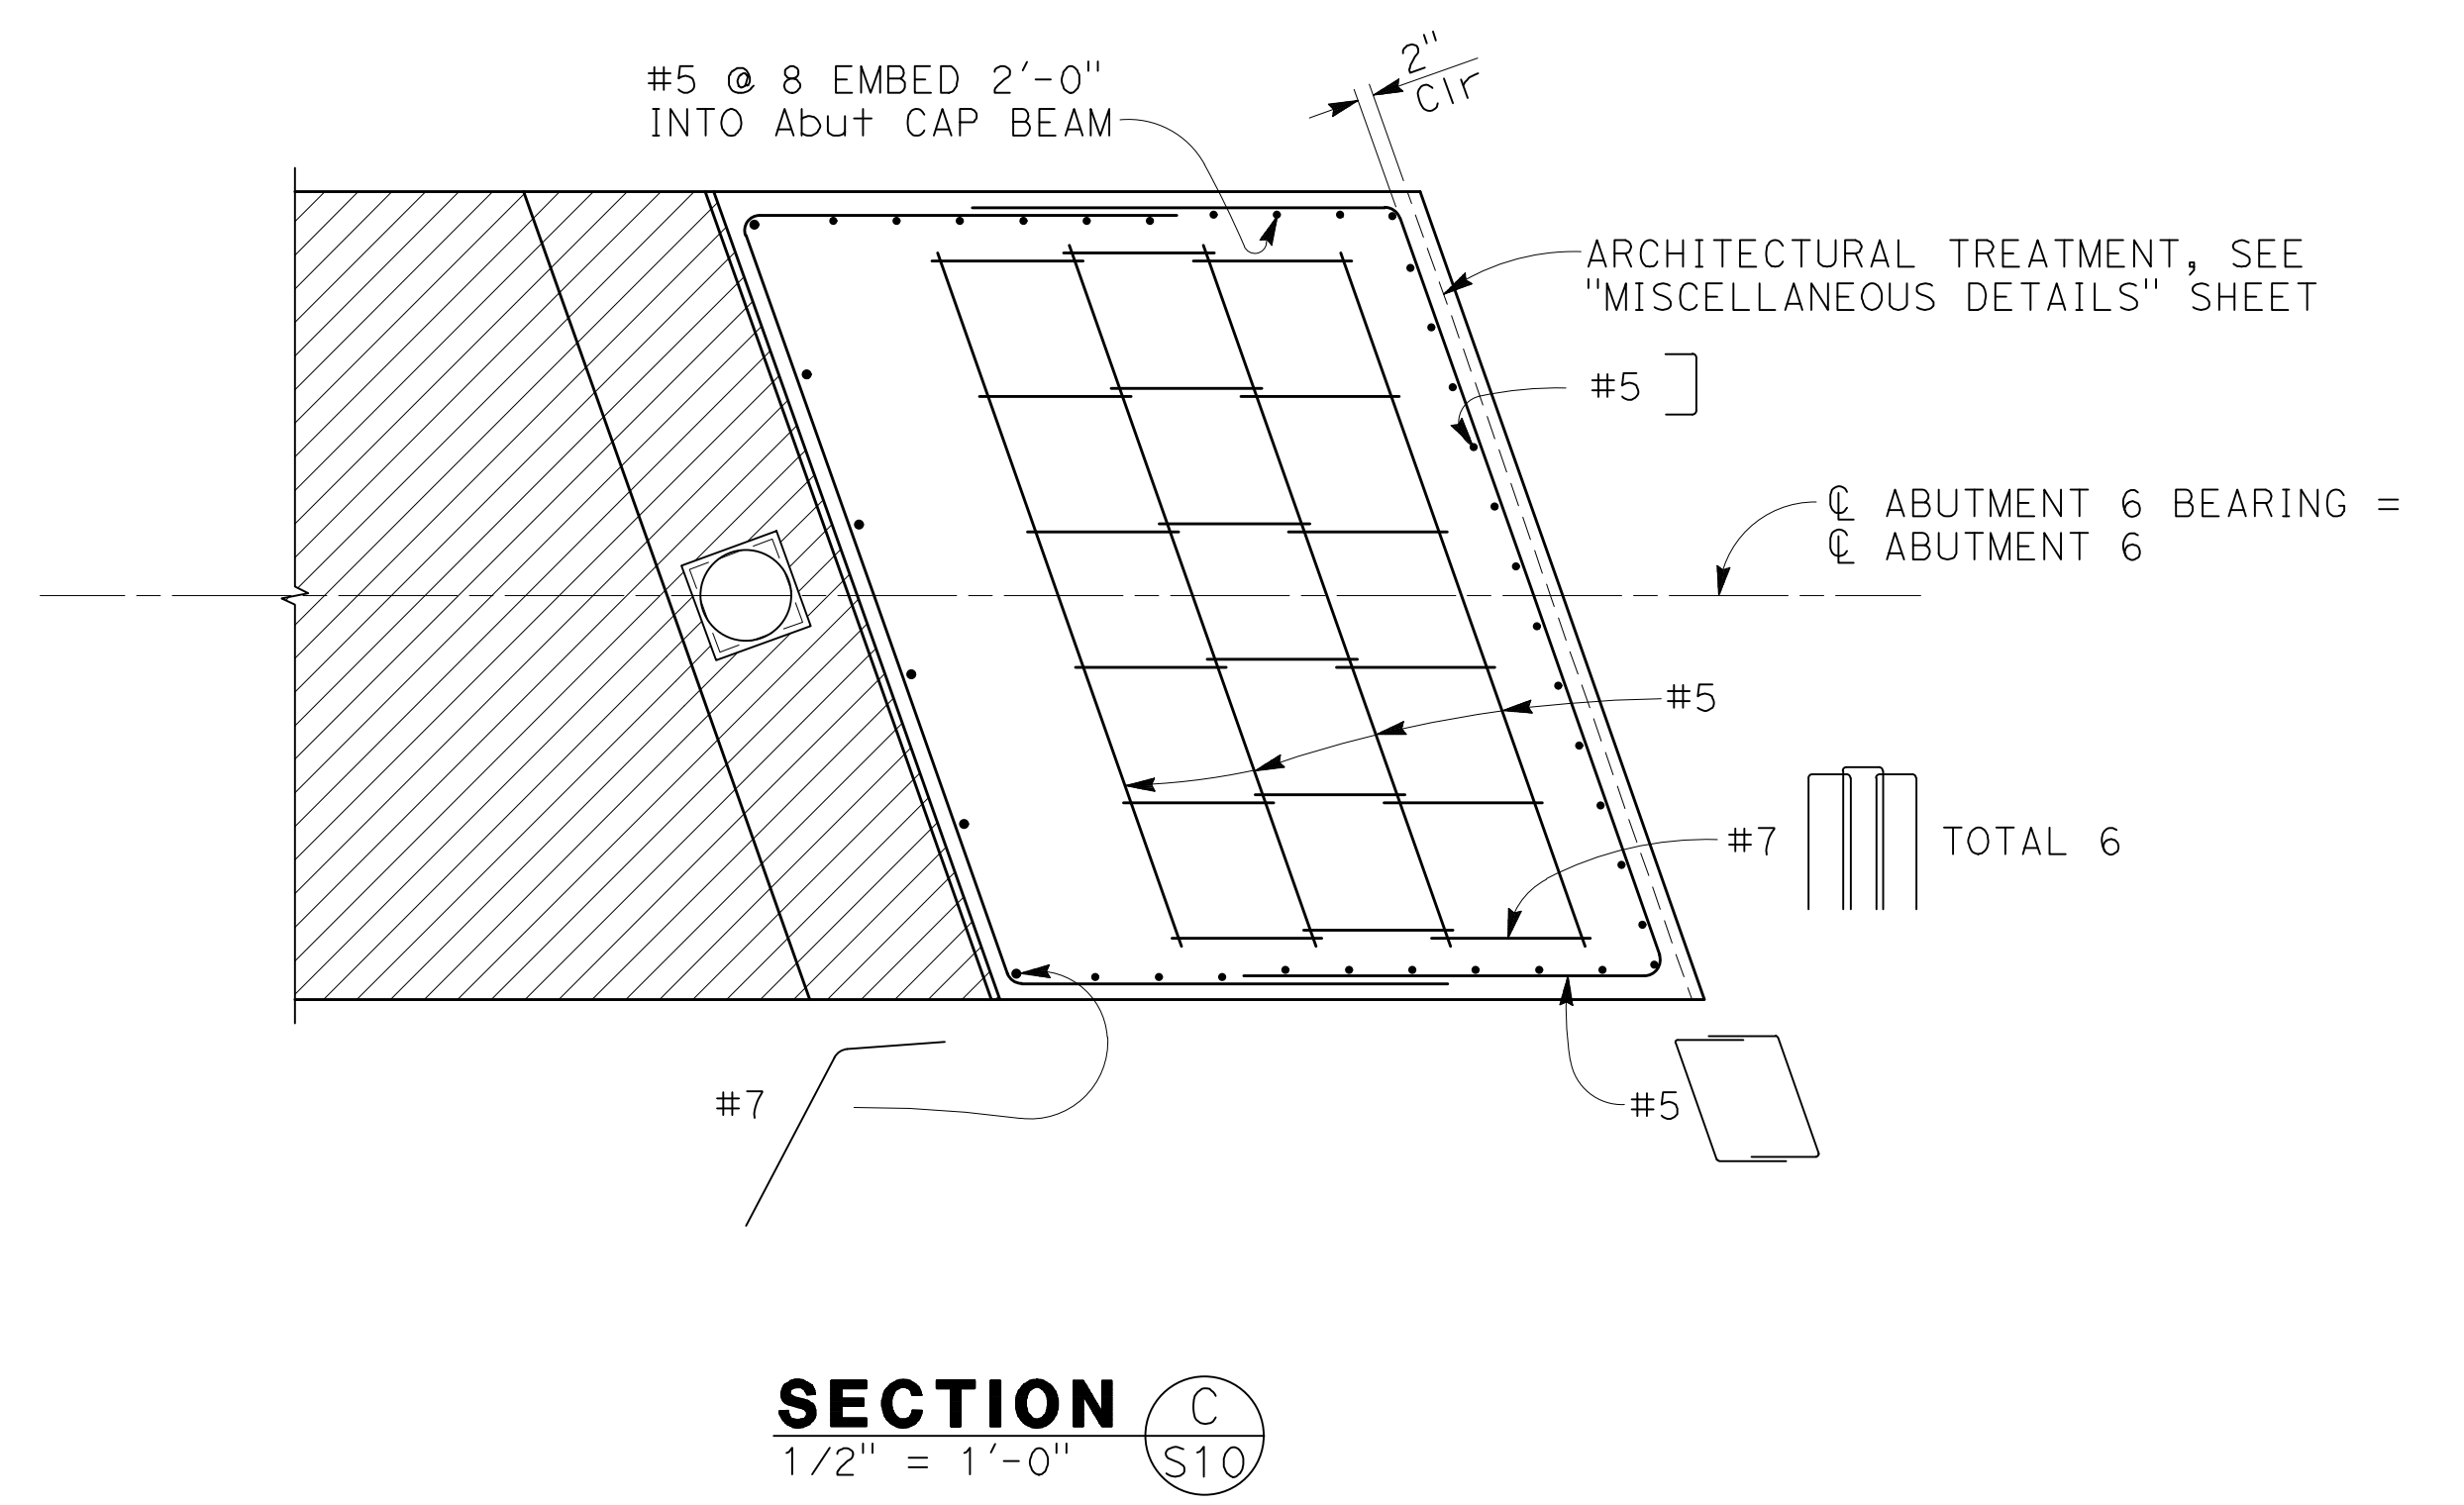 #5 @ 8 EMBED 2'-0"
INTO Abut CAP BEAM
2"
Clr
ARCHITECTURAL TREATMENT, SEE
"MISCELLANEOUS DETAILS" SHEET
#5
℄ ABUTMENT 6 BEARING =
℄ ABUTMENT 6
#5
#7 TOTAL 6
#7
#5
SECTION
1/2" = 1'-0"
C
S10